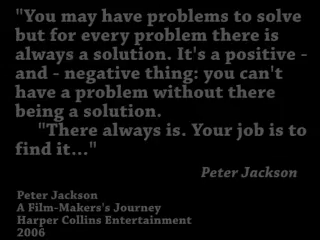 "You may have problems to solve
but for every problem there is
always a solution. It's a positive -
and - negative thing: you can't
have a problem without there
being a solution.
"There always is. Your job is to
find it..."
Peter Jackson
Peter Jackson
A Film-Makers's Journey
Harper Collins Entertainment
2006